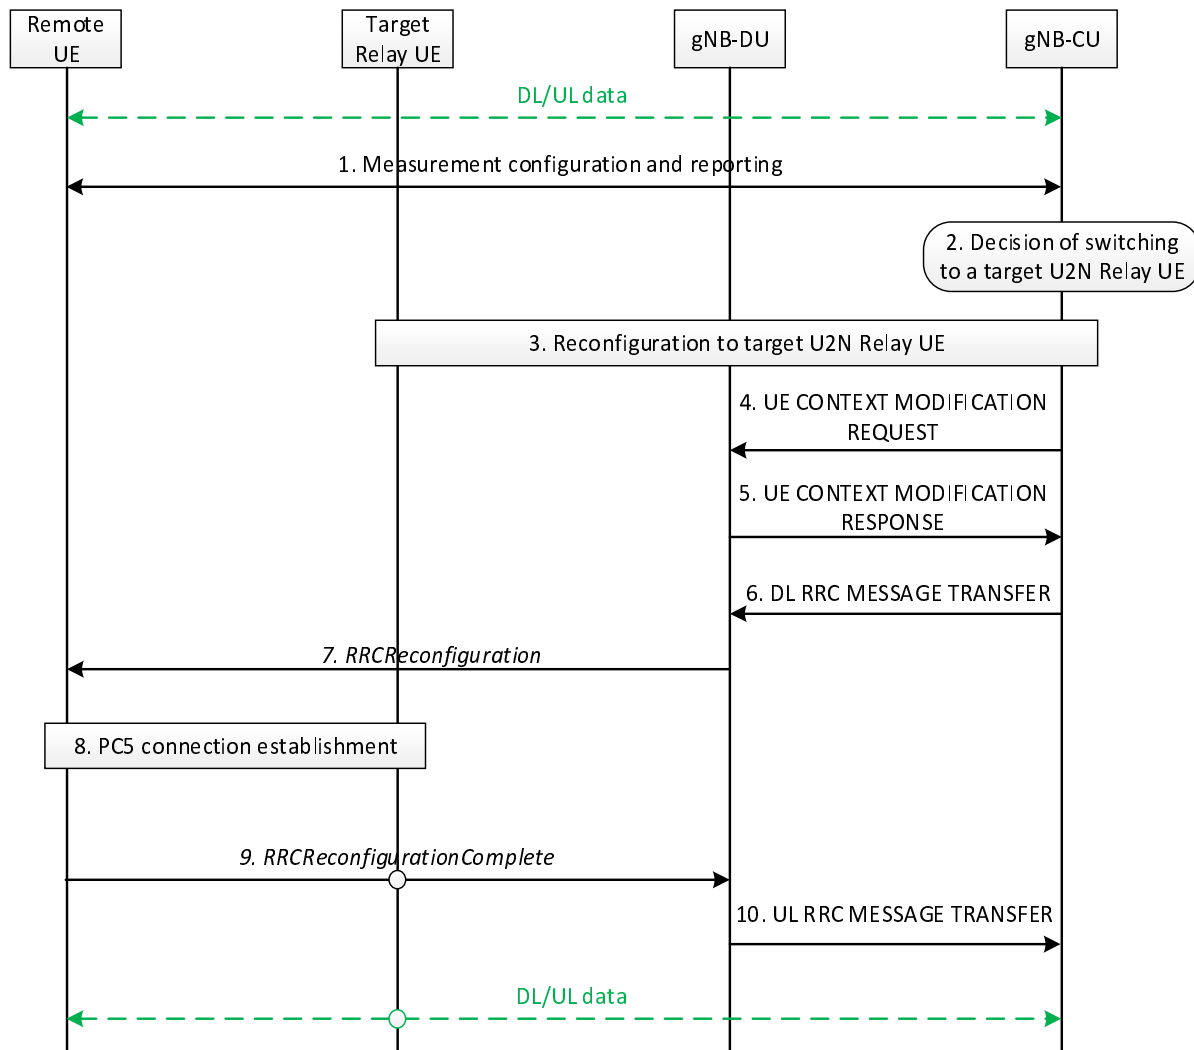 Remote
UE
Target
Relay UE
gNB-DU
gNB-CU
DL/UL data
1. Measurement configuration and reporting
2. Decision of switching
to a target U2N Relay UE
3. Reconfiguration to target U2N Relay UE
4. UE CONTEXT MODIFICATION
REQUEST
5. UE CONTEXT MODIFICATION
RESPONSE
6. DL RRC MESSAGE TRANSFER
7. RRCReconfiguration
8. PC5 connection establishment
9. RRCReconfigurationComplete
10. UL RRC MESSAGE TRANSFER
DL/UL data